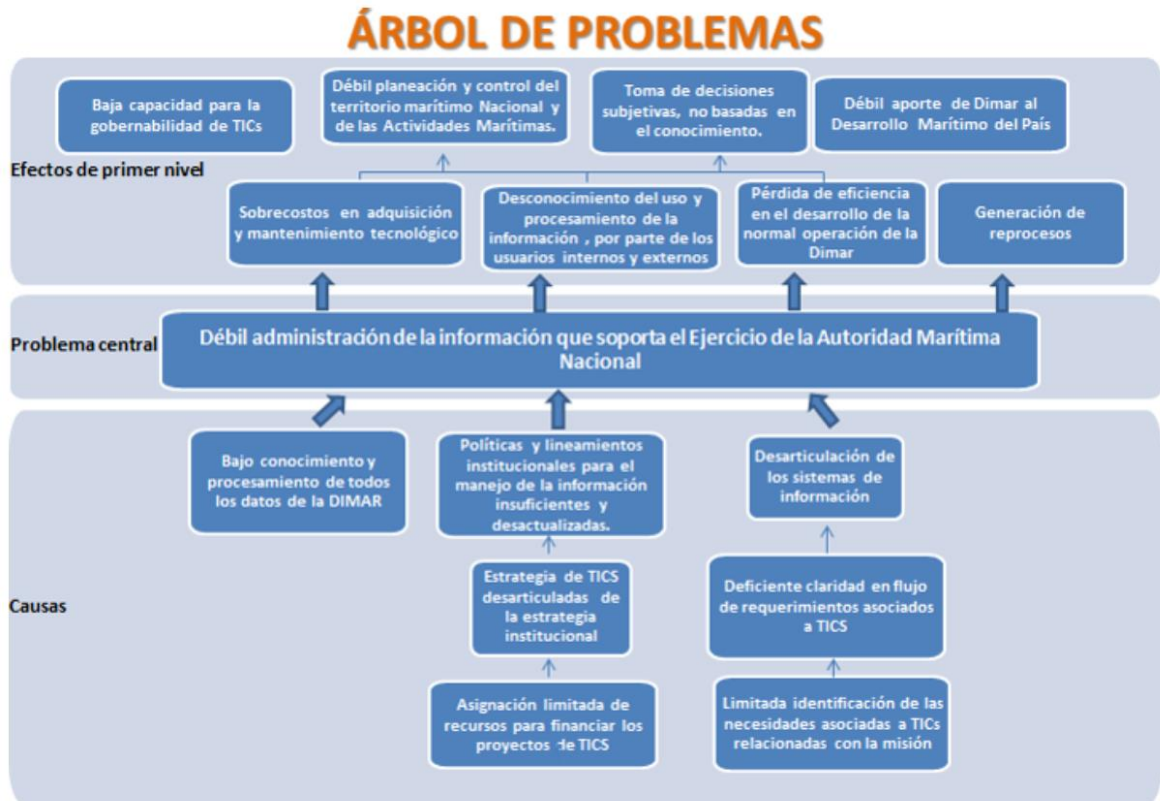 ÁRBOL DE PROBLEMAS
Baja capacidad para la
gobernabilidad de TICs
Débil planeación y control del
territorio marítimo Nacional y
de las Actividades Marítimas.
Toma de decisiones
subjetivas, no basadas en
el conocimiento.
Débil aporte de Dimar al
Desarrollo Marítimo del País
Efectos de primer nivel
Sobrecostos en adquisición
y mantenimiento tecnológico
Desconocimiento del uso y
procesamiento de la
información , por parte de los
usuarios internos y externos
Pérdida de eficiencia
en el desarrollo de la
normal operación de la
Dimar
Generación de
reprocesos
Problema central
Débil administración de la información que soporta el Ejercicio de la Autoridad Marítima
Nacional
Causas
Bajo conocimiento y
procesamiento de todos
los datos de la DIMAR
Políticas y lineamientos
institucionales para el
manejo de la información
insuficientes y
desactualizadas.
Desarticulación de
los sistemas de
información
Estrategia de TICS
desarticuladas de
la estrategia
institucional
Deficiente claridad en flujo
de requerimientos asociados
a TICS
Asignación limitada de
recursos para financiar los
proyectos de TICS
Limitada identificación de las
necesidades asociadas a TICs
relacionadas con la misión